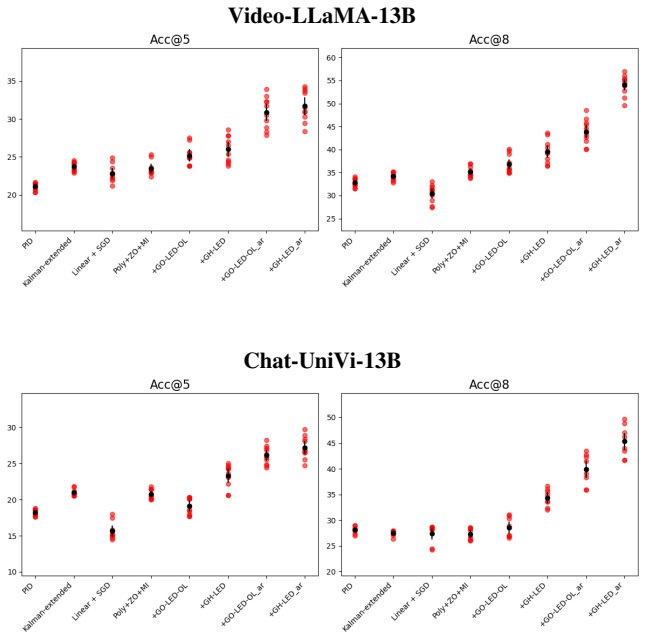 Video-LLaMA-13B
Acc@5
Acc@8
35
30
25
20
60
55
50
45
40
35
30
25
PID
Kalman-extended
Linear + SGD
Poly+ZO+MI
+GO-LED-OL
+GH-LED
+GO-LED-OL_ar
+GH-LED_ar
PID
Kalman-extended
Linear + SGD
Poly+ZO+MI
+GO-LED-OL
+GH-LED
+GO-LED-OL_ar
+GH-LED_ar
Chat-UniVi-13B
Acc@5
Acc@8
30
25
20
15
10
50
45
40
35
30
25
20
PID
Kalman-extended
Linear + SGD
Poly+ZO+MI
+GO-LED-OL
+GH-LED
+GO-LED-OL_ar
+GH-LED_ar
PID
Kalman-extended
Linear + SGD
Poly+ZO+MI
+GO-LED-OL
+GH-LED
+GO-LED-OL_ar
+GH-LED_ar